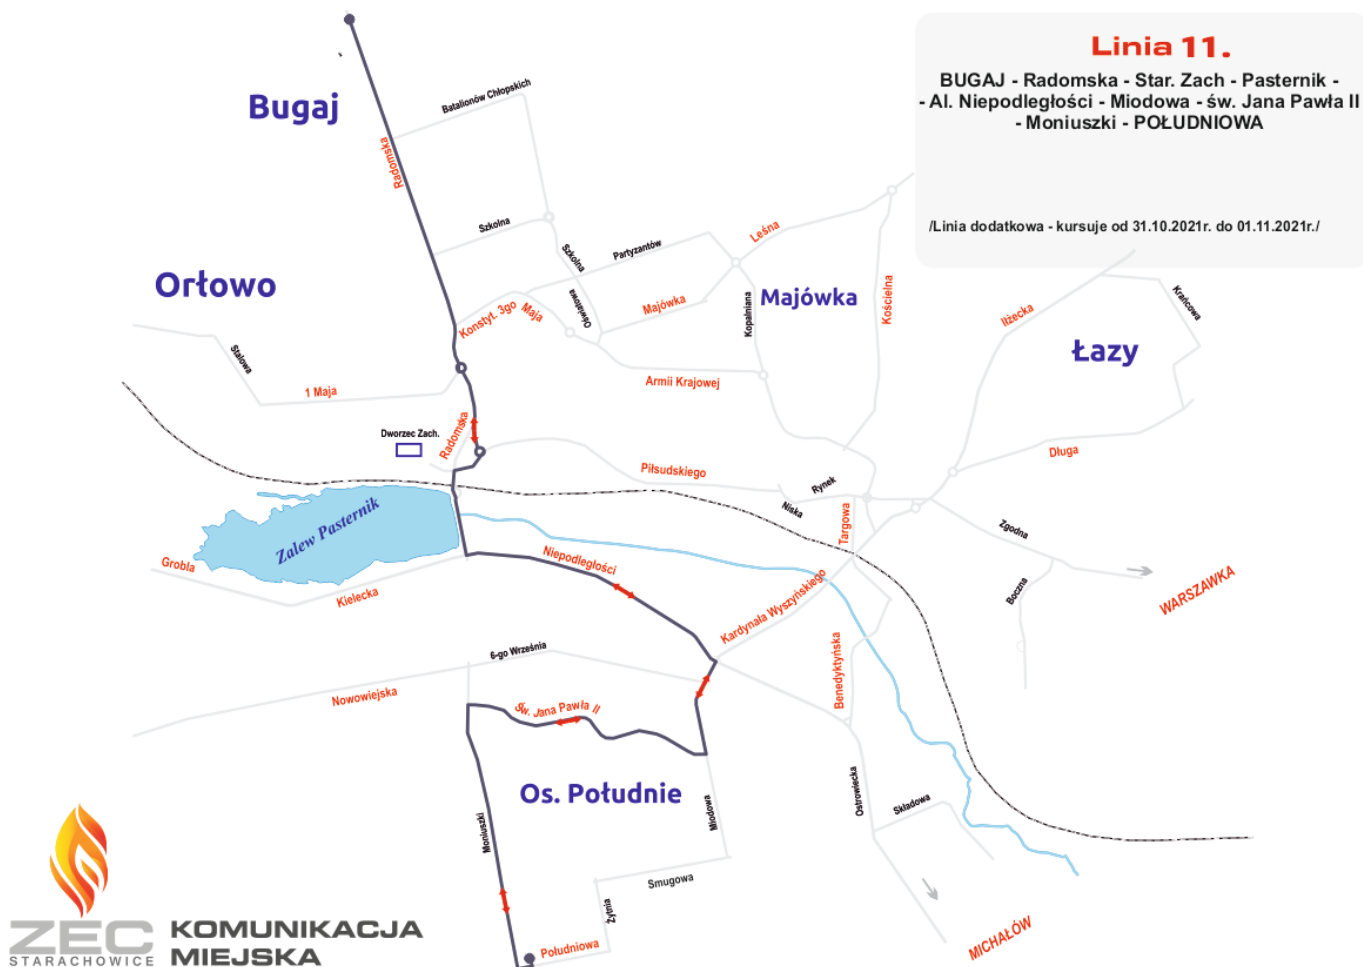 Linia 11.
BUGAJ - Radomska - Star. Zach - Pasternik -
- Al. Niepodległości - Miodowa - św. Jana Pawła II
- Moniuszki - POŁUDNIOWA
/Linia dodatkowa - kursuje od 31.10.2021r. do 01.11.2021r./
Bugaj
Batalionów Chłopskich
Radomska
Szkolna
Szkolna
Partyzantów
Leśna
Orłowo
Konstyt. 3go Maja
Oświatowa
Majówka
Kopalniana
Majówka
Kościelna
Iłżecka
Krańcowa
Łazy
Stalowa
1 Maja
Armii Krajowej
Dworzec Zach.
Radomska
Piłsudskiego
Rynek
Niska
Targowa
Długa
Zgodna
Zalew Pasternik
Grobla
Kielecka
Niepodległości
Kardynała Wyszyńskiego
Boczna
WARSZAWKA
6-go Września
Nowowiejska
Św. Jana Pawła II
Benedyktyńska
Os. Południe
Moniuszki
Miodowa
Ostrowiecka
Składowa
Smugowa
Żytnia
Południowa
MICHAŁÓW
ZEC
STARACHOWICE
KOMUNIKACJA
MIEJSKA